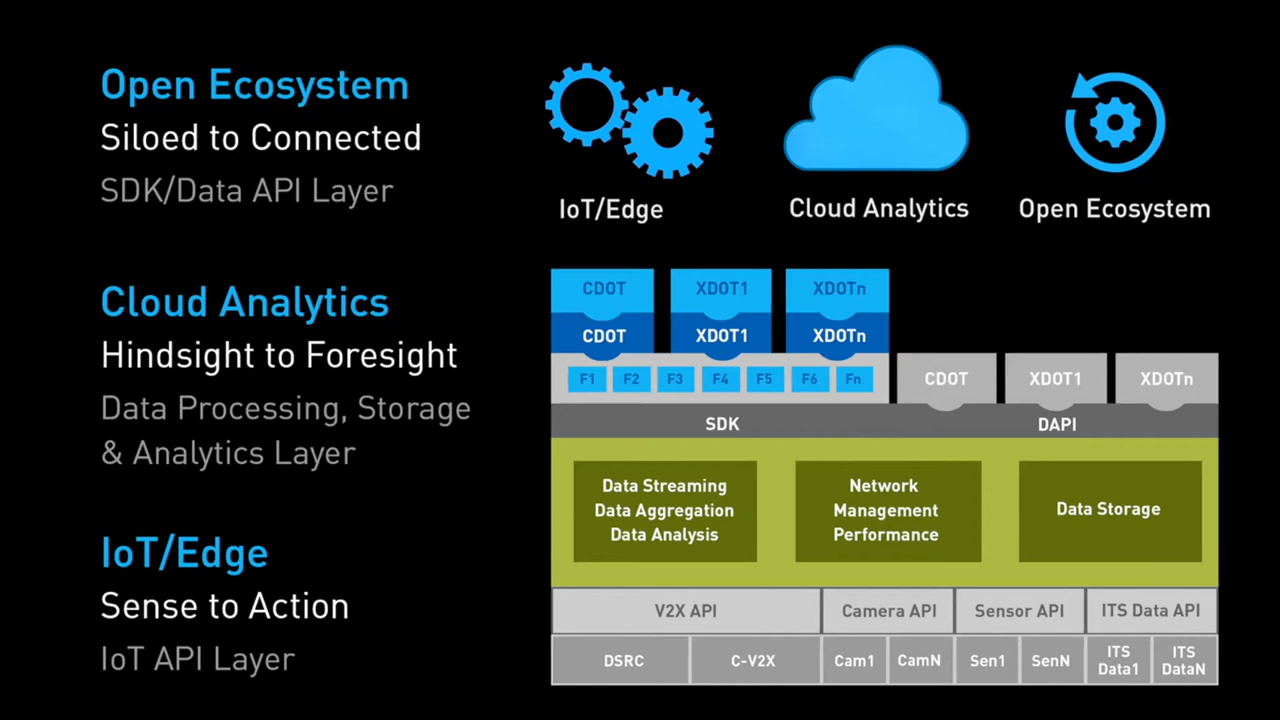 Open Ecosystem
Siloed to Connected
SDK/Data API Layer
Cloud Analytics
Hindsight to Foresight
Data Processing, Storage
& Analytics Layer
IoT/Edge
Sense to Action
IoT API Layer
IoT/Edge
Cloud Analytics
Open Ecosystem
CDOT XDOT1 XDOTn
CDOT XDOT1 XDOTn
F1 F2 F3 F4 F5 F6 Fn
CDOT XDOT1 XDOTn
SDK DAPI
Data Streaming
Data Aggregation
Data Analysis
Network
Management
Performance
Data Storage
V2X API Camera API Sensor API ITS Data API
DSRC C-V2X Cam1 CamN Sen1 SenN
ITS
Data1
ITS
DataN